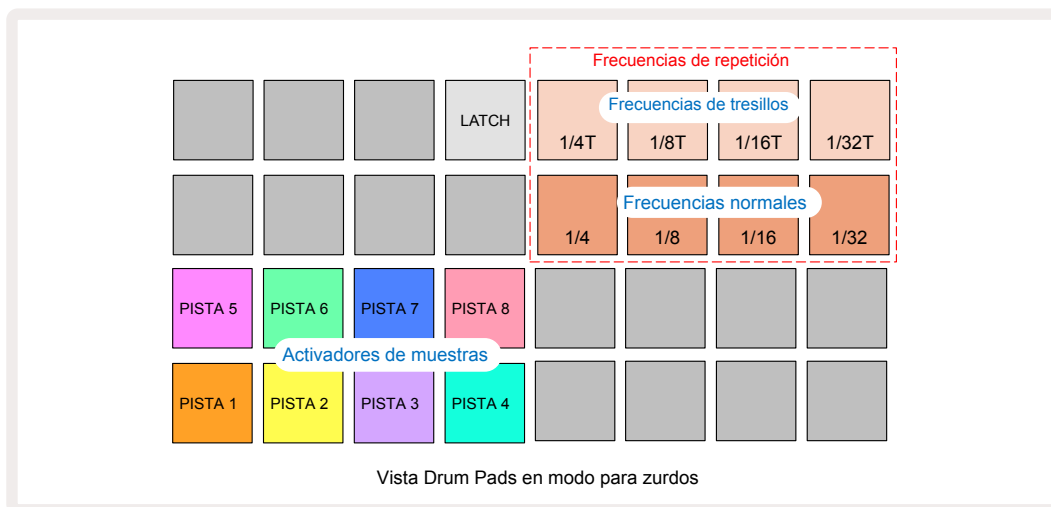 Frecuencias de repetición
Frecuencias de tresillos
LATCH
1/4T 1/8T 1/16T 1/32T
Frecuencias normales
1/4 1/8 1/16 1/32
PISTA 5 PISTA 6 PISTA 7 PISTA 8
Activadores de muestras
PISTA 1 PISTA 2 PISTA 3 PISTA 4
Vista Drum Pads en modo para zurdos